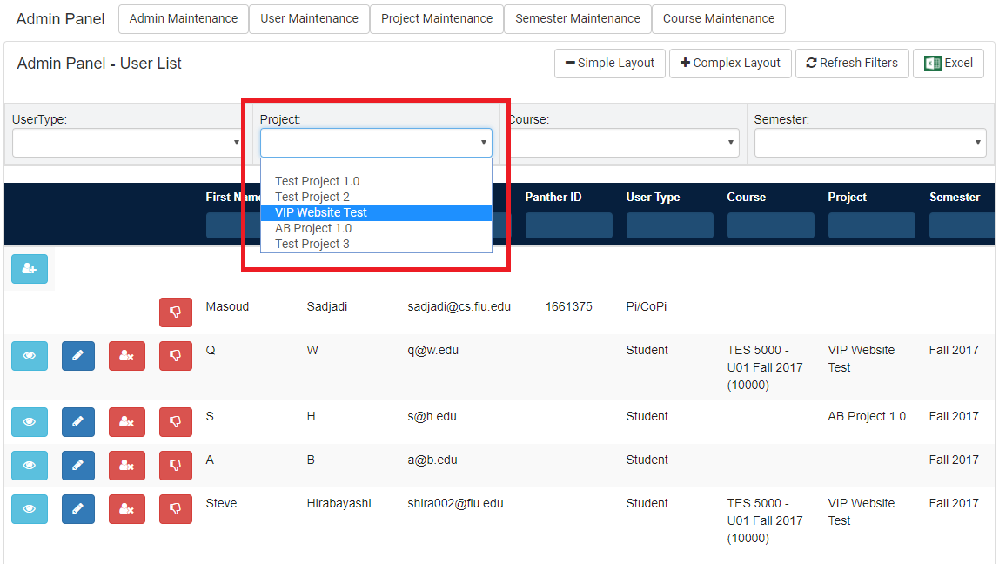 Admin Panel Admin Maintenance User Maintenance Project Maintenance Semester Maintenance Course Maintenance
Admin Panel - User List Simple Layout Complex Layout Refresh Filters Excel
UserType: Project: Course: Semester:
Test Project 1.0
Test Project 2
VIP Website Test
AB Project 1.0
Test Project 3
First Name Panther ID User Type Course Project Semester
Masoud Sadjadi sadjadi@cs.fiu.edu 1661375 Pi/CoPi
Q W q@w.edu Student TES 5000 - VIP Website Fall 2017
U01 Fall 2017 Test
(10000)
S H s@h.edu Student AB Project 1.0 Fall 2017
A B a@b.edu Student Fall 2017
Steve Hirabayashi shira002@fiu.edu Student TES 5000 - VIP Website Fall 2017
U01 Fall 2017 Test
(10000)